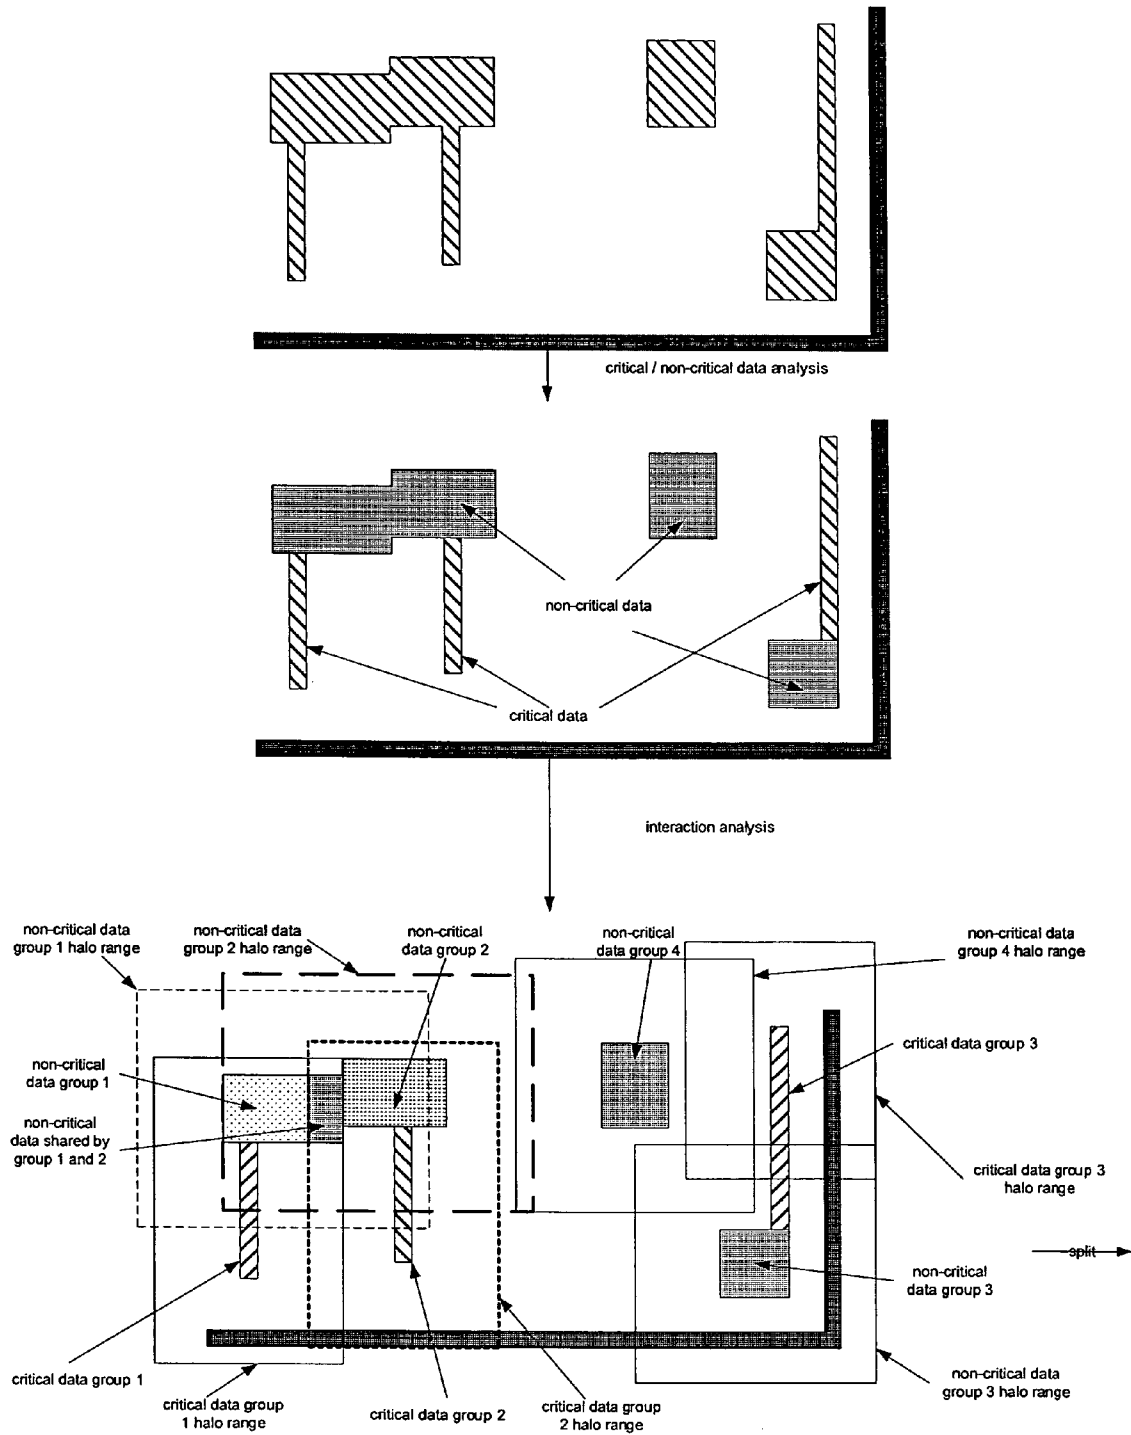 critical / non-critical data analysis
non-critical data
critical data
interaction analysis
non-critical data
group 1 halo range
non-critical data
group 2 halo range
non-critical
data group 2
non-critical
data group 4
non-critical data
group 4 halo range
critical data group 3
non-critical
data group 1
non-critical
data shared by
group 1 and 2
critical data group 3
halo range
split
non-critical
data group 3
critical data group 1
critical data group
1 halo range
critical data group 2
critical data group
2 halo range
non-critical data
group 3 halo range